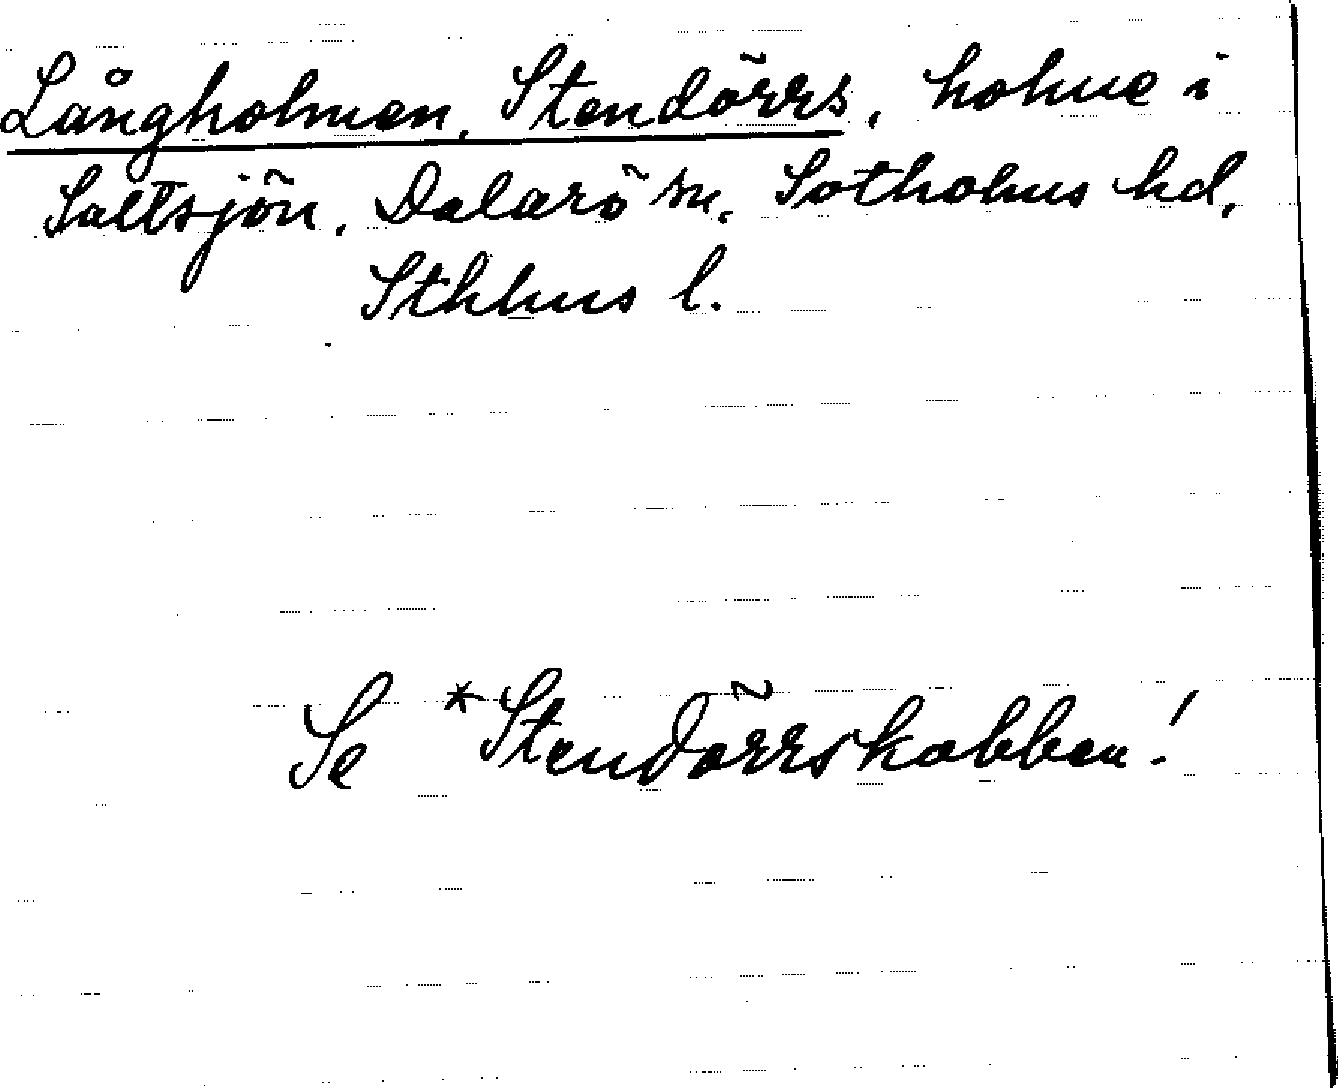 Långholmen, Stendörrs, holme i
Saltsjön, Dalarö sn, Sotholms hd,
Sthlms l.
Se *Stendörrskobben!